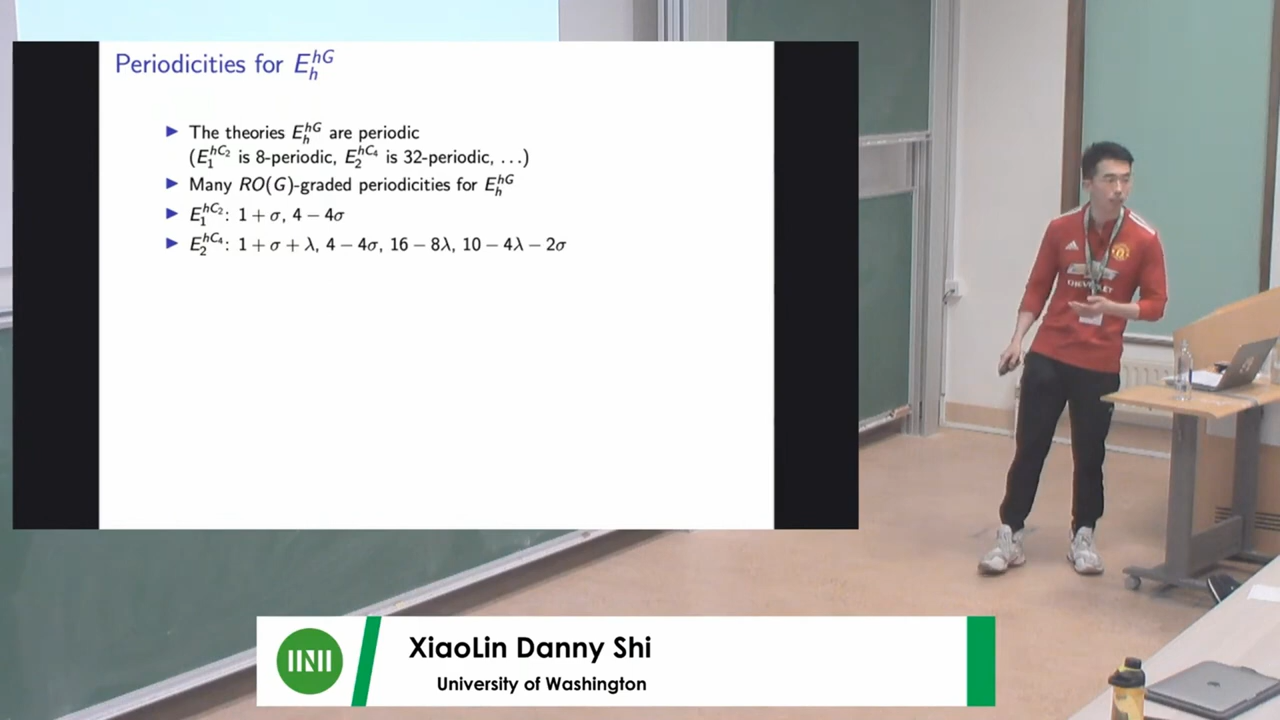 Periodicities for $E_h^{hG}$
▶ The theories $E_h^{hG}$ are periodic
($E_1^{hC_2}$ is 8-periodic, $E_2^{hC_4}$ is 32-periodic, …)
▶ Many RO(G)-graded periodicities for $E_h^{hG}$
▶ $E_1^{hC_2}$: 1 + σ, 4 − 4σ
▶ $E_2^{hC_4}$: 1 + σ + λ, 4 − 4σ, 16 − 8λ, 10 − 4λ − 2σ
CHEVROLET
XiaoLin Danny Shi
University of Washington